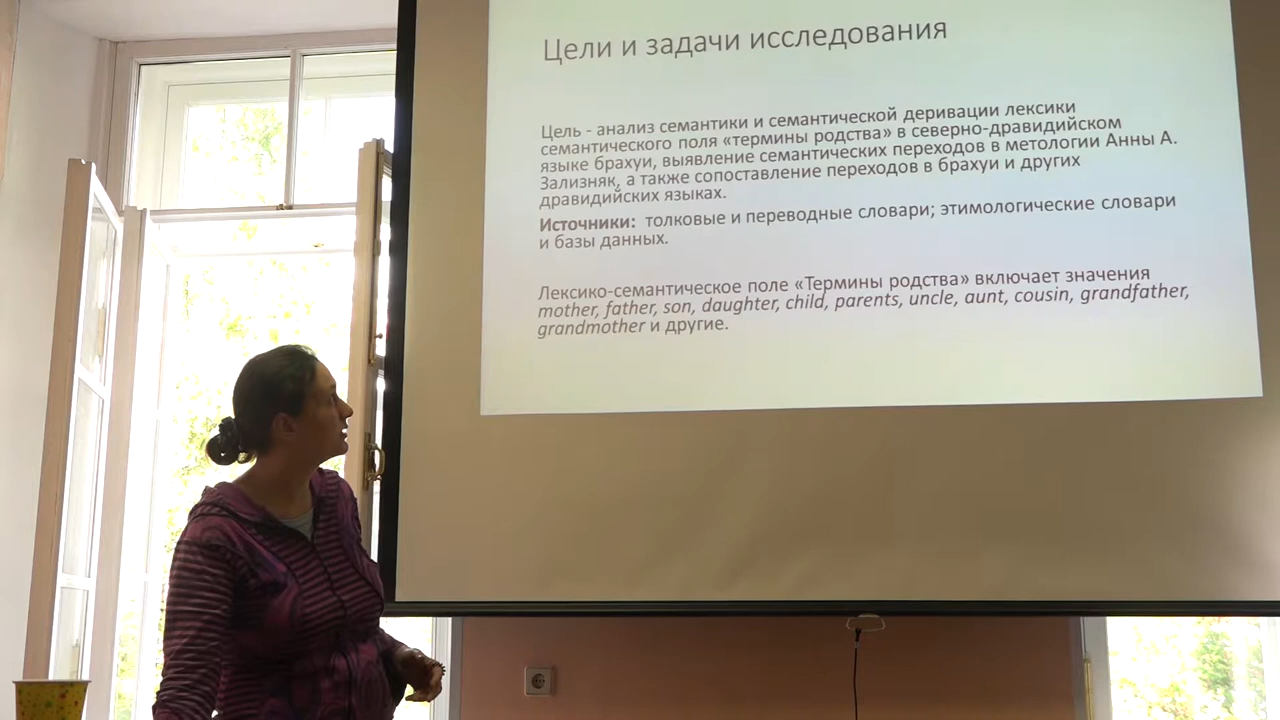 Цели и задачи исследования
Цель - анализ семантики и семантической деривации лексики
семантического поля «термины родства» в северно-дравидийском
языке брахуи, выявление семантических переходов в метологии Анны А.
Зализняк, а также сопоставление переходов в брахуи и других
дравидийских языках.
Источники: толковые и переводные словари; этимологические словари
и базы данных.
Лексико-семантическое поле «Термины родства» включает значения
mother, father, son, daughter, child, parents, uncle, aunt, cousin, grandfather,
grandmother и другие.